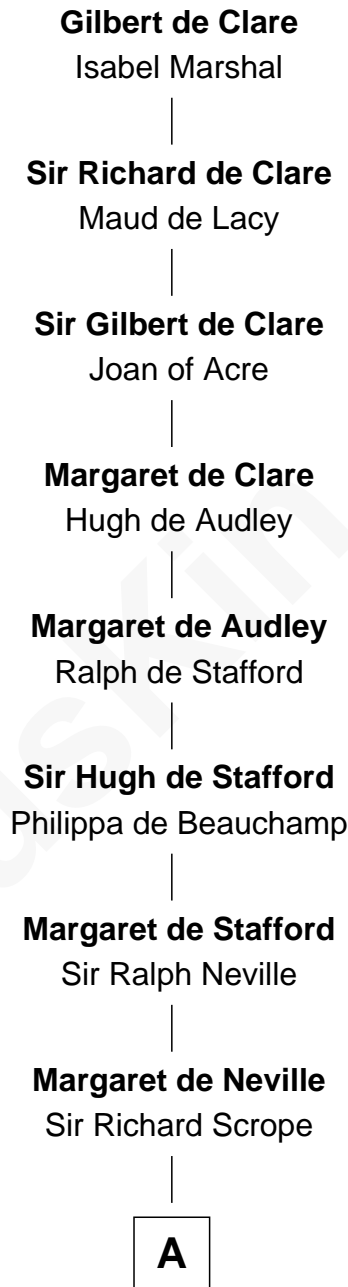 Gilbert de Clare
Isabel Marshal
Sir Richard de Clare
Maud de Lacy
Sir Gilbert de Clare
Joan of Acre
Margaret de Clare
Hugh de Audley
Margaret de Audley
Ralph de Stafford
Sir Hugh de Stafford
Philippa de Beauchamp
Margaret de Stafford
Sir Ralph Neville
Margaret de Neville
Sir Richard Scrope
A